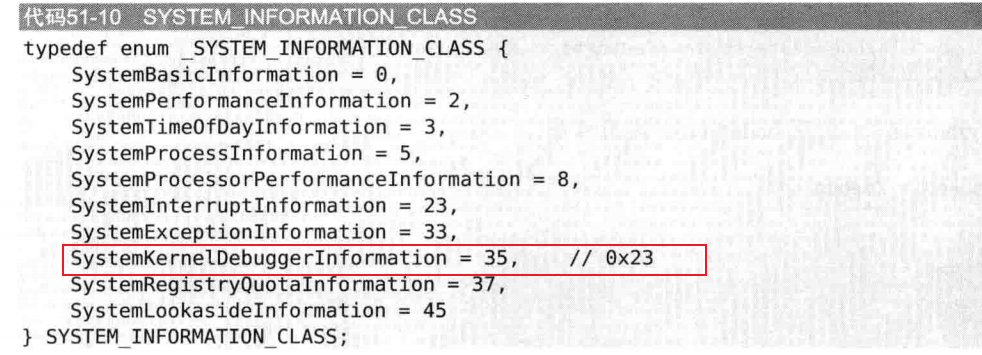 代码51-10 SYSTEM_INFORMATION_CLASS
typedef enum _SYSTEM_INFORMATION_CLASS {
    SystemBasicInformation = 0,
    SystemPerformanceInformation = 2,
    SystemTimeOfDayInformation = 3,
    SystemProcessInformation = 5,
    SystemProcessorPerformanceInformation = 8,
    SystemInterruptInformation = 23,
    SystemExceptionInformation = 33,
    SystemKernelDebuggerInformation = 35,    // 0x23
    SystemRegistryQuotaInformation = 37,
    SystemLookasideInformation = 45
} SYSTEM_INFORMATION_CLASS;